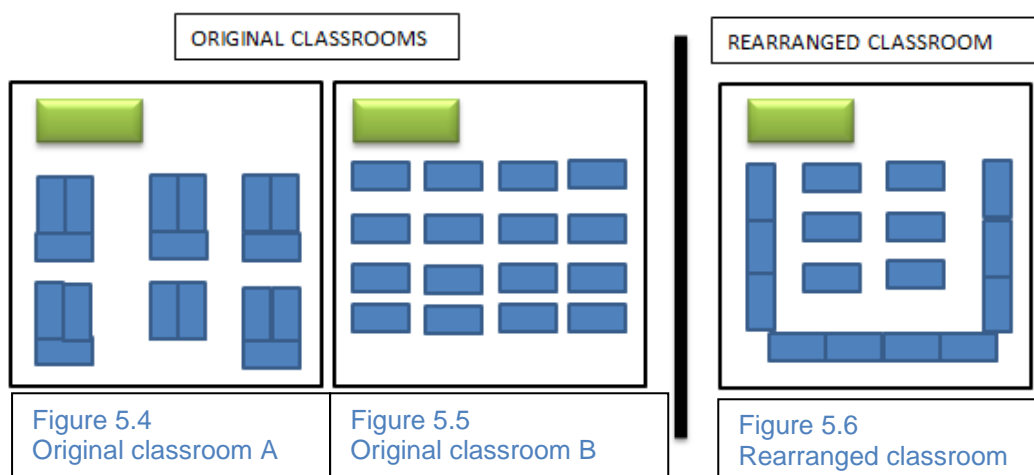 ORIGINAL CLASSROOMS
REARRANGED CLASSROOM
Figure 5.4
Original classroom A
Figure 5.5
Original classroom B
Figure 5.6
Rearranged classroom